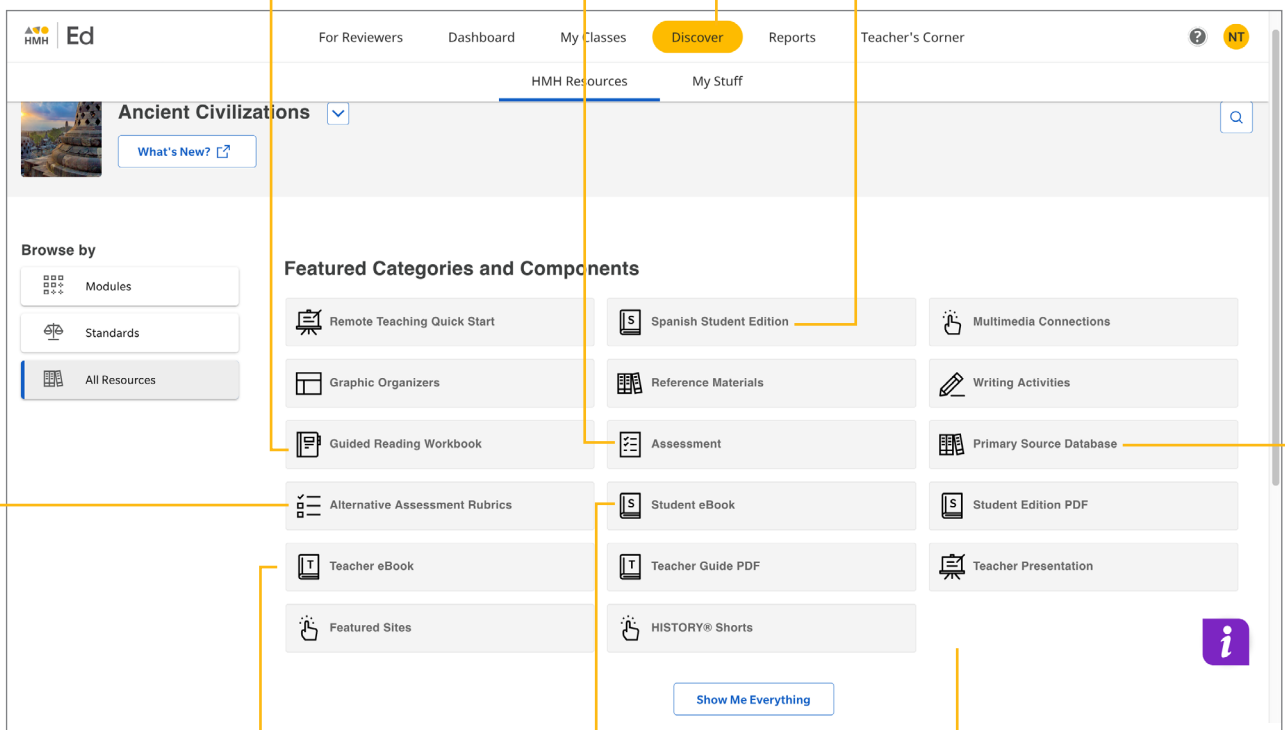 HMH Ed
For Reviewers Dashboard My Classes Discover Reports Teacher's Corner ? NT
HMH Resources My Stuff
Ancient Civilizations
What's New?
Browse by
Modules
Standards
All Resources
Featured Categories and Components
Remote Teaching Quick Start S Spanish Student Edition Multimedia Connections
Graphic Organizers Reference Materials Writing Activities
Guided Reading Workbook Assessment Primary Source Database
Alternative Assessment Rubrics S Student eBook S Student Edition PDF
T Teacher eBook T Teacher Guide PDF Teacher Presentation
Featured Sites HISTORY® Shorts
i
Show Me Everything